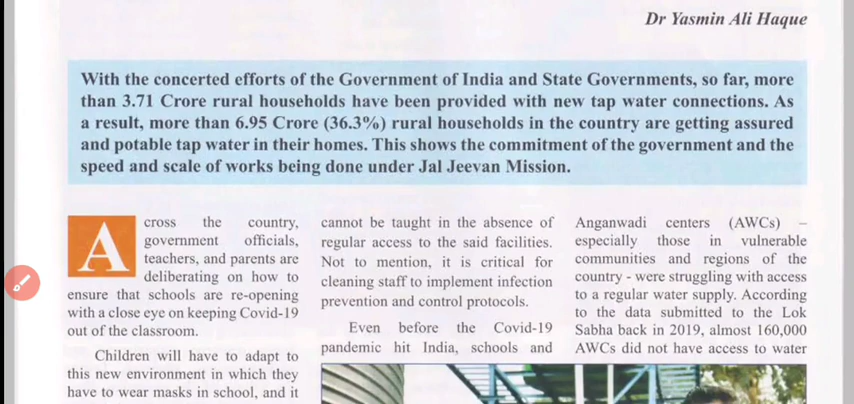 Dr Yasmin Ali Haque
With the concerted efforts of the Government of India and State Governments, so far, more
than 3.71 Crore rural households have been provided with new tap water connections. As
a result, more than 6.95 Crore (36.3%) rural households in the country are getting assured
and potable tap water in their homes. This shows the commitment of the government and the
speed and scale of works being done under Jal Jeevan Mission.
A
cross the country,
government officials,
teachers, and parents are
deliberating on how to
ensure that schools are re-opening
with a close eye on keeping Covid-19
out of the classroom.
Children will have to adapt to
this new environment in which they
have to wear masks in school, and it
cannot be taught in the absence of
regular access to the said facilities.
Not to mention, it is critical for
cleaning staff to implement infection
prevention and control protocols.
Even before the Covid-19
pandemic hit India, schools and
Anganwadi centers (AWCs) –
especially those in vulnerable
communities and regions of the
country - were struggling with access
to a regular water supply. According
to the data submitted to the Lok
Sabha back in 2019, almost 160,000
AWCs did not have access to water